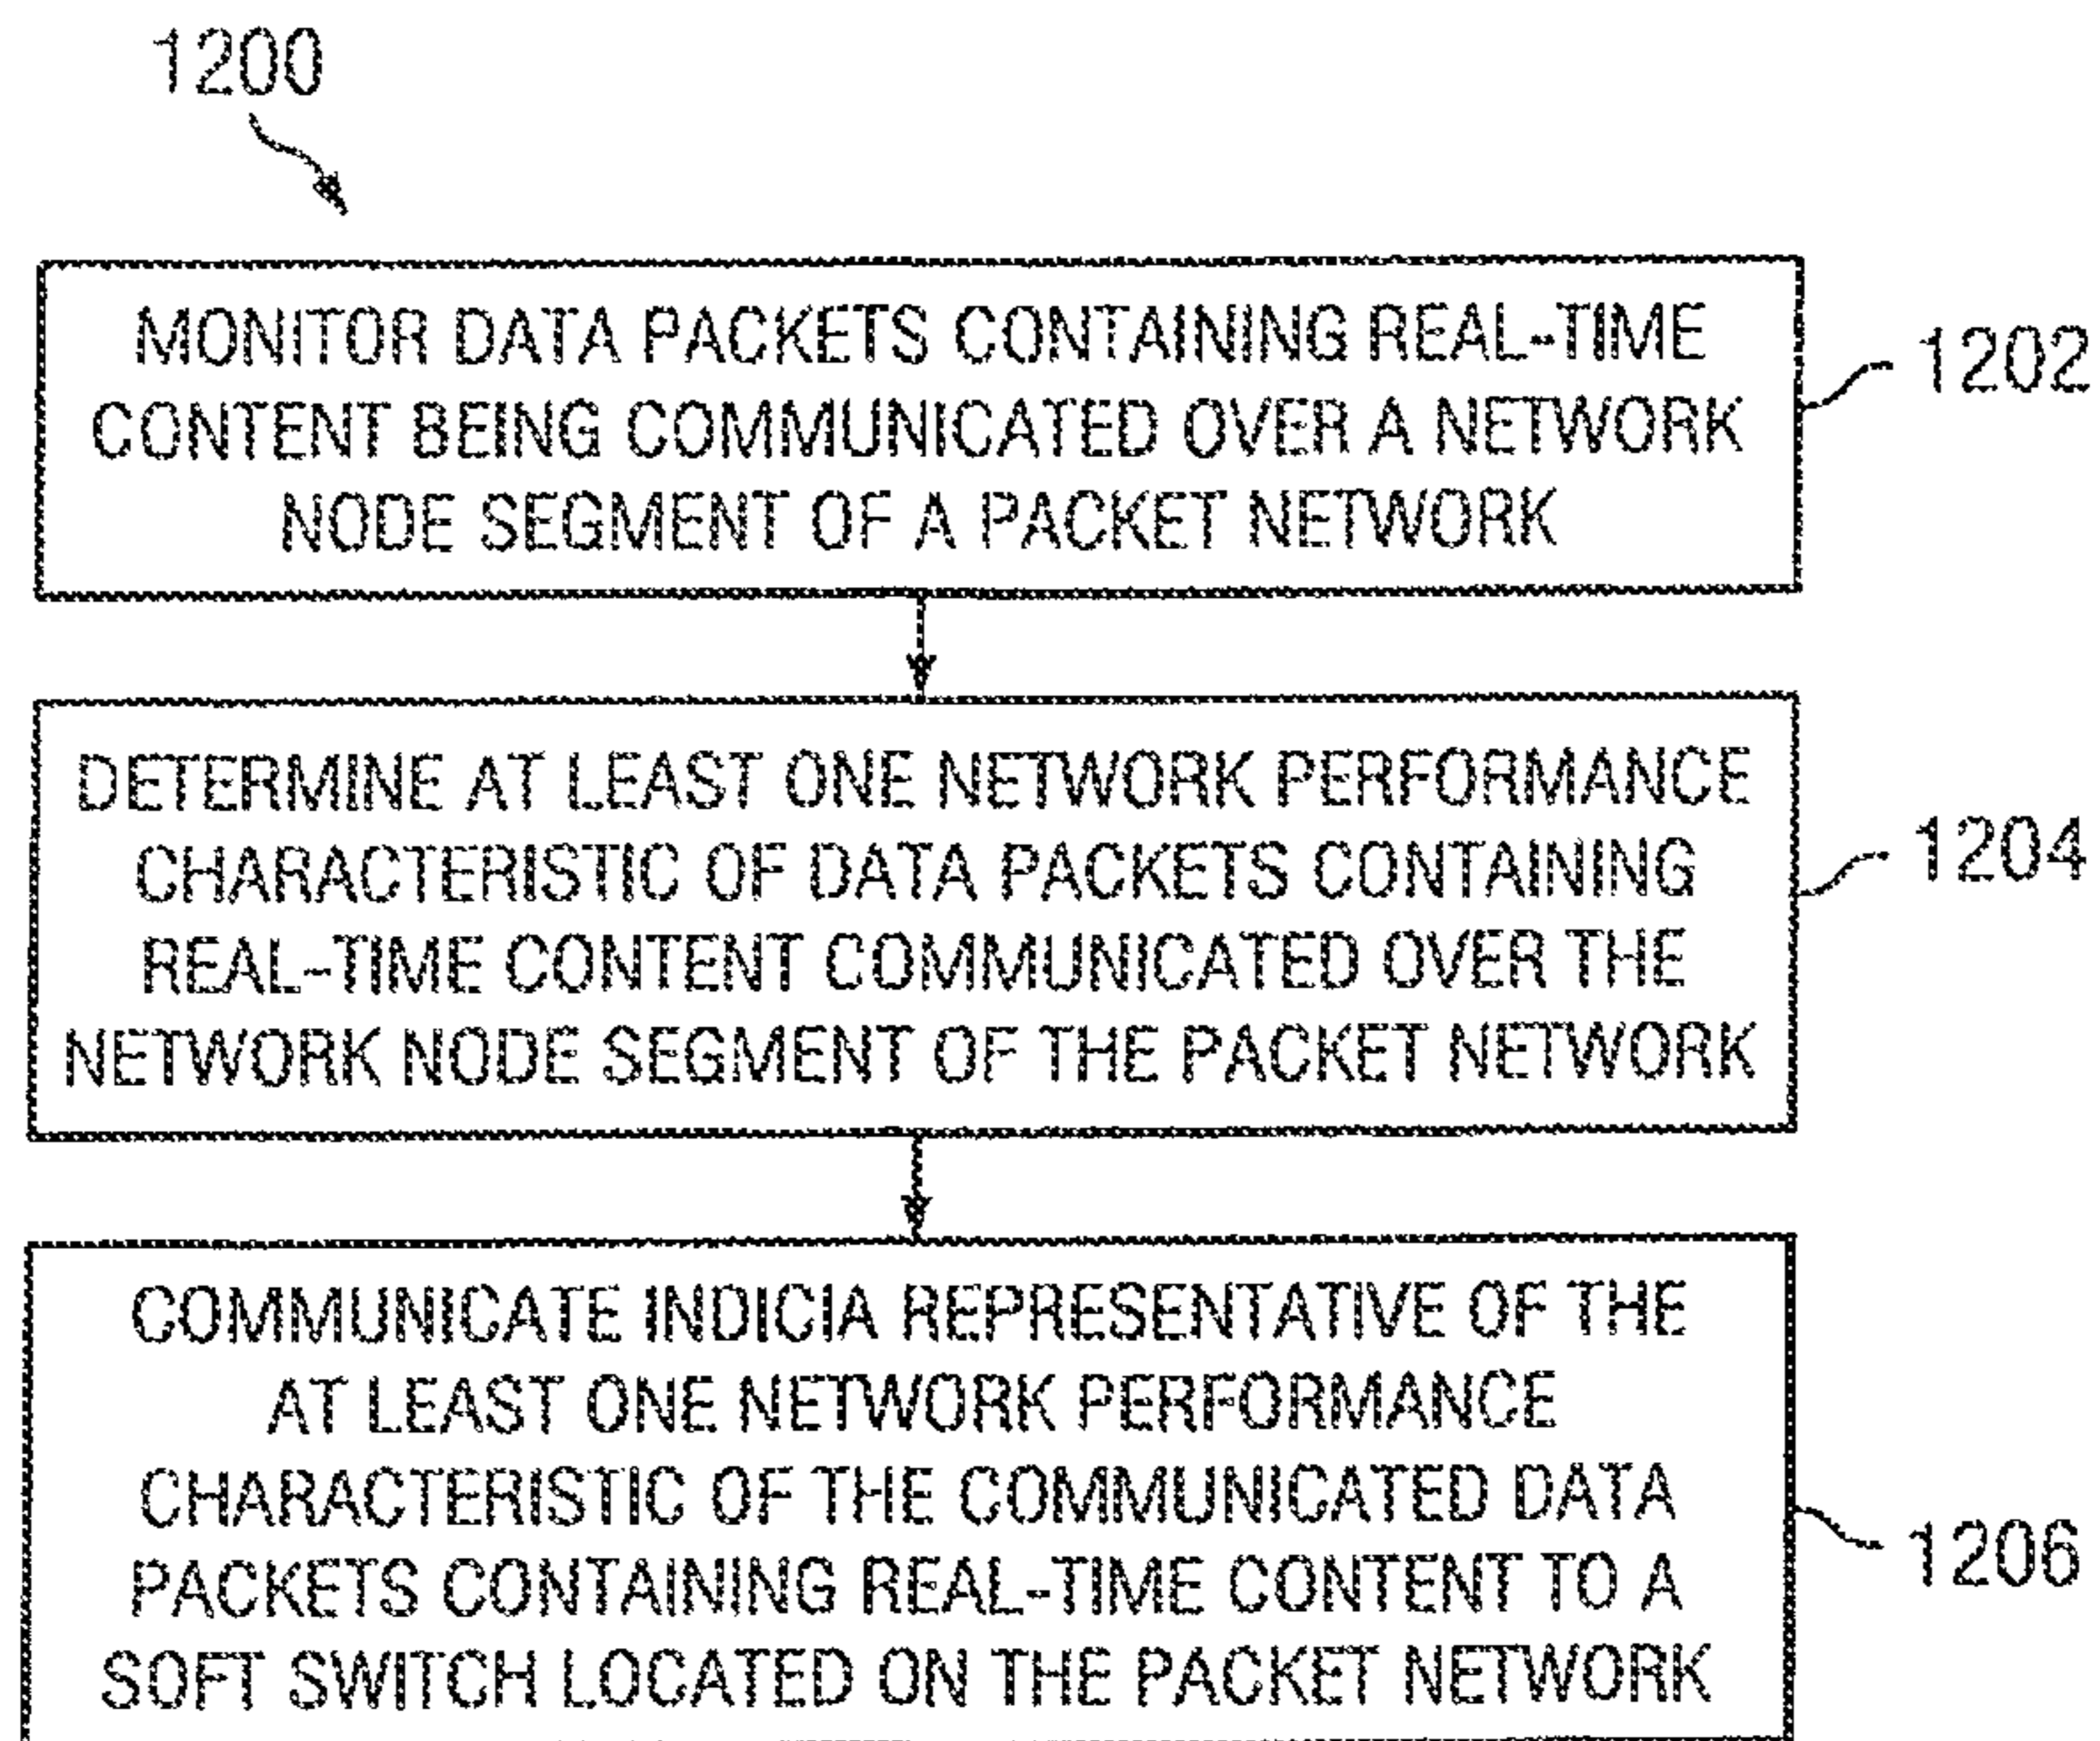 1200
MONITOR DATA PACKETS CONTAINING REAL-TIME
CONTENT BEING COMMUNICATED OVER A NETWORK
NODE SEGMENT OF A PACKET NETWORK
1202
DETERMINE AT LEAST ONE NETWORK PERFORMANCE
CHARACTERISTIC OF DATA PACKETS CONTAINING
REAL-TIME CONTENT COMMUNICATED OVER THE
NETWORK NODE SEGMENT OF THE PACKET NETWORK
1204
COMMUNICATE INDICIA REPRESENTATIVE OF THE
AT LEAST ONE NETWORK PERFORMANCE
CHARACTERISTIC OF THE COMMUNICATED DATA
PACKETS CONTAINING REAL-TIME CONTENT TO A
SOFT SWITCH LOCATED ON THE PACKET NETWORK
1206